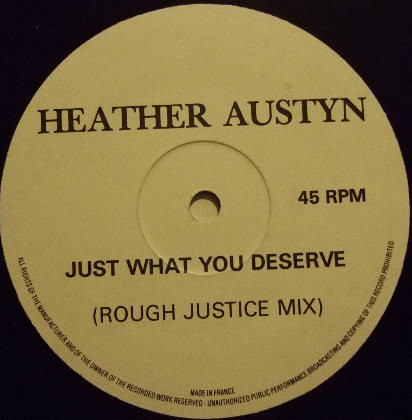 HEATHER AUSTYN
45 RPM
JUST WHAT YOU DESERVE
(ROUGH JUSTICE MIX)
MADE IN FRANCE
ALL RIGHTS OF THE MANUFACTURER AND OF THE OWNER OF THE RECORDED WORK RESERVED - UNAUTHORIZED PUBLIC PERFORMANCE, BROADCASTING AND COPYING OF THIS RECORD PROHIBITED